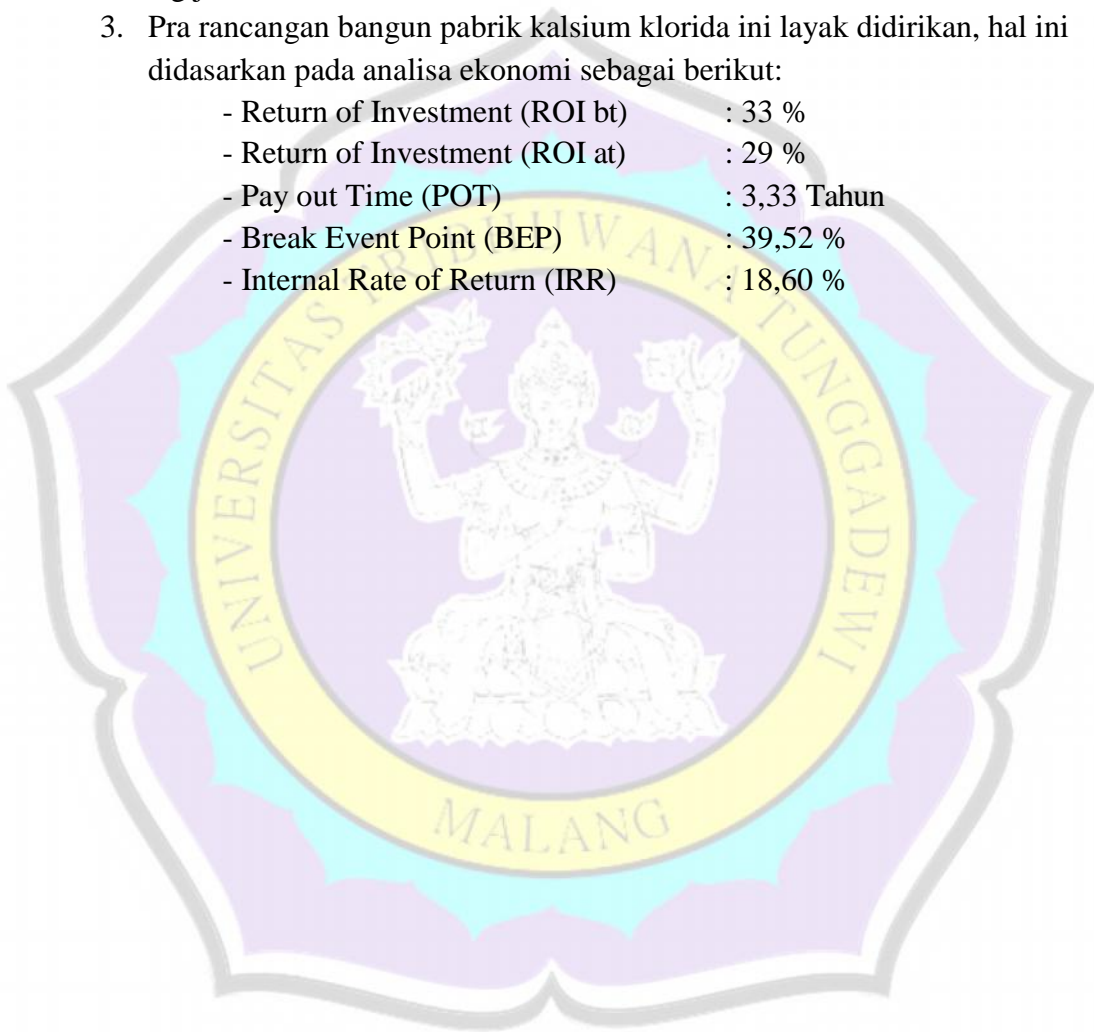 3. Pra rancangan bangun pabrik kalsium klorida ini layak didirikan, hal ini
didasarkan pada analisa ekonomi sebagai berikut:
- Return of Investment (ROI bt) : 33 %
- Return of Investment (ROI at) : 29 %
- Pay out Time (POT) : 3,33 Tahun
- Break Event Point (BEP) : 39,52 %
- Internal Rate of Return (IRR) : 18,60 %
UNIVERSITAS TRIBHUWANA TUNGGADEWI
MALANG